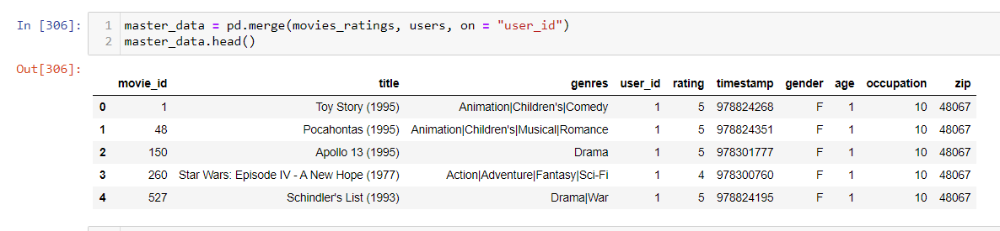 In [306]: 1 master_data = pd.merge(movies_ratings, users, on = "user_id")
2 master_data.head()
Out[306]:
movie_id title genres user_id rating timestamp gender age occupation zip
0 1 Toy Story (1995) Animation|Children's|Comedy 1 5 978824268 F 1 10 48067
1 48 Pocahontas (1995) Animation|Children's|Musical|Romance 1 5 978824351 F 1 10 48067
2 150 Apollo 13 (1995) Drama 1 5 978301777 F 1 10 48067
3 260 Star Wars: Episode IV - A New Hope (1977) Action|Adventure|Fantasy|Sci-Fi 1 4 978300760 F 1 10 48067
4 527 Schindler's List (1993) Drama|War 1 5 978824195 F 1 10 48067